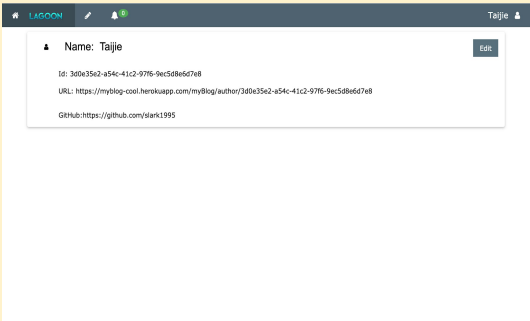 LAGOON
0
Taijie
Name: Taijie
Edit
Id: 3d0e35e2-a54c-41c2-97f6-9ec5d8e6d7e8
URL: https://myblog-cool.herokuapp.com/myBlog/author/3d0e35e2-a54c-41c2-97f6-9ec5d8e6d7e8
GitHub:https://github.com/slark1995